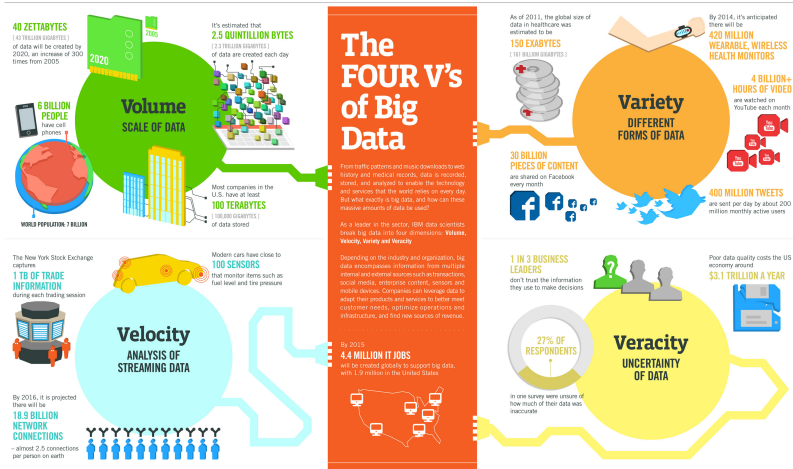 40 ZETTABYTES
[ 43 TRILLION GIGABYTES ]
of data will be created by
2020, an increase of 300
times from 2005
2005
2020
It's estimated that
2.5 QUINTILLION BYTES
[ 2.3 TRILLION GIGABYTES ]
of data are created each day
6 BILLION
PEOPLE
have cell
phones
WORLD POPULATION: 7 BILLION
Volume
SCALE OF DATA
Most companies in the
U.S. have at least
100 TERABYTES
[ 100,000 GIGABYTES ]
of data stored
The
FOUR V's
of Big
Data
From traffic patterns and music downloads to web
history and medical records, data is recorded,
stored, and analyzed to enable the technology
and services that the world relies on every day.
But what exactly is big data, and how can these
massive amounts of data be used?
As a leader in the sector, IBM data scientists
break big data into four dimensions: Volume,
Velocity, Variety and Veracity
Depending on the industry and organization, big
data encompasses information from multiple
internal and external sources such as transactions,
social media, enterprise content, sensors and
mobile devices. Companies can leverage data to
adapt their products and services to better meet
customer needs, optimize operations and
infrastructure, and find new sources of revenue.
By 2015
4.4 MILLION IT JOBS
will be created globally to support big data,
with 1.9 million in the United States
As of 2011, the global size of
data in healthcare was
estimated to be
150 EXABYTES
[ 161 BILLION GIGABYTES ]
By 2014, it's anticipated
there will be
420 MILLION
WEARABLE, WIRELESS
HEALTH MONITORS
4 BILLION+
HOURS OF VIDEO
are watched on
YouTube each month
You
Tube
Variety
DIFFERENT
FORMS OF DATA
30 BILLION
PIECES OF CONTENT
are shared on Facebook
every month
400 MILLION TWEETS
are sent per day by about 200
million monthly active users
The New York Stock Exchange
captures
1 TB OF TRADE
INFORMATION
during each trading session
Modern cars have close to
100 SENSORS
that monitor items such as
fuel level and tire pressure
Velocity
ANALYSIS OF
STREAMING DATA
By 2016, it is projected
there will be
18.9 BILLION
NETWORK
CONNECTIONS
– almost 2.5 connections
per person on earth
1 IN 3 BUSINESS
LEADERS
don't trust the information
they use to make decisions
?
Poor data quality costs the US
economy around
$3.1 TRILLION A YEAR
27% OF
RESPONDENTS
in one survey were unsure of
how much of their data was
inaccurate
Veracity
UNCERTAINTY
OF DATA